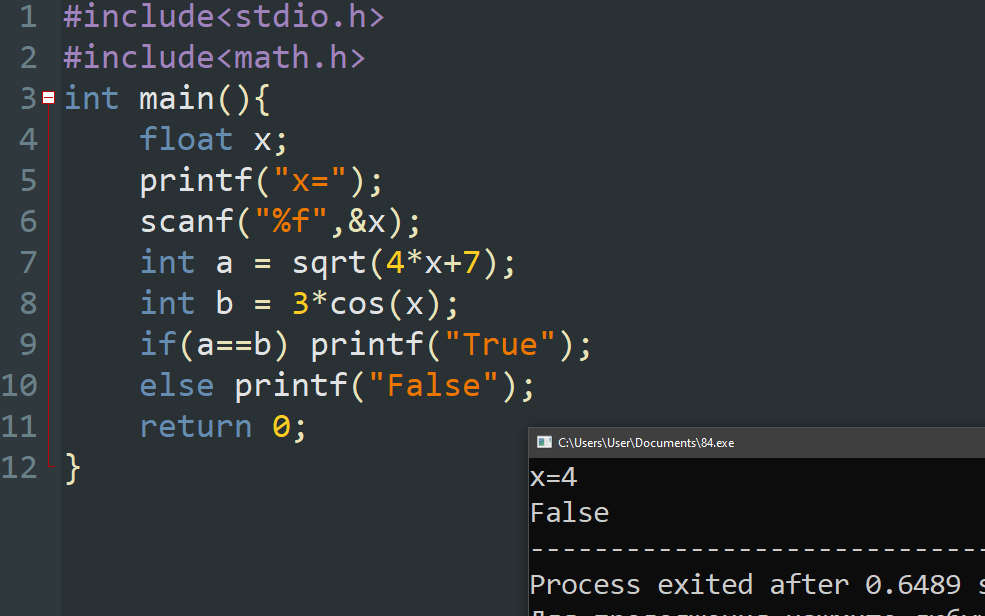 1 #include<stdio.h>
2 #include<math.h>
3 int main(){
4 float x;
5 printf("x=");
6 scanf("%f",&x);
7 int a = sqrt(4*x+7);
8 int b = 3*cos(x);
9 if(a==b) printf("True");
10 else printf("False");
11 return 0;
12 }
C:\Users\User\Documents\84.exe
x=4
False
-----------------------------
Process exited after 0.6489 s